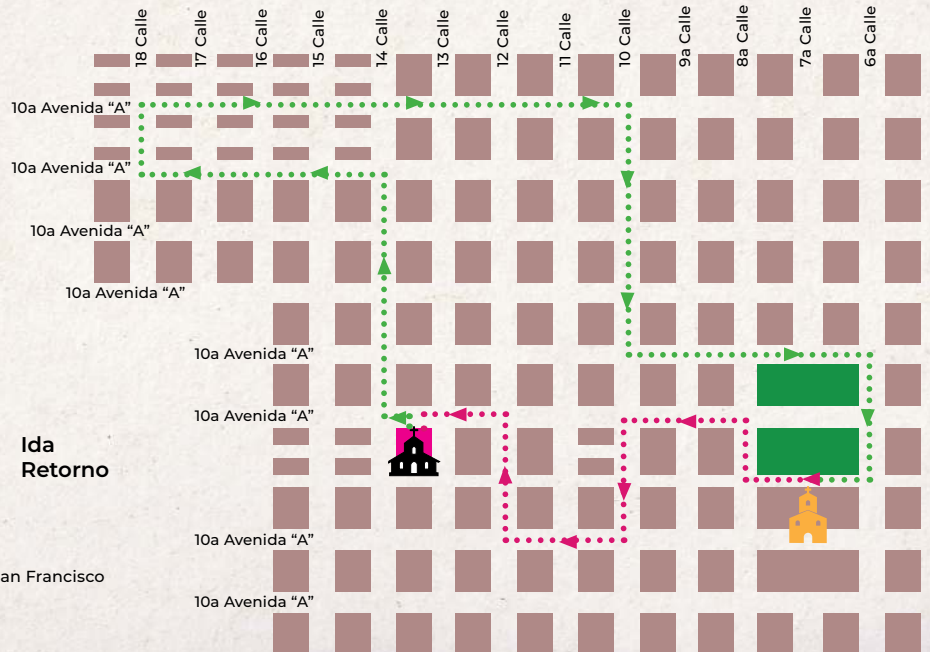 18 Calle
17 Calle
16 Calle
15 Calle
14 Calle
13 Calle
12 Calle
11 Calle
10 Calle
9a Calle
8a Calle
7a Calle
6a Calle
10a Avenida “A”
10a Avenida “A”
10a Avenida “A”
10a Avenida “A”
10a Avenida “A”
10a Avenida “A”
Ida
Retorno
10a Avenida “A”
an Francisco
10a Avenida “A”